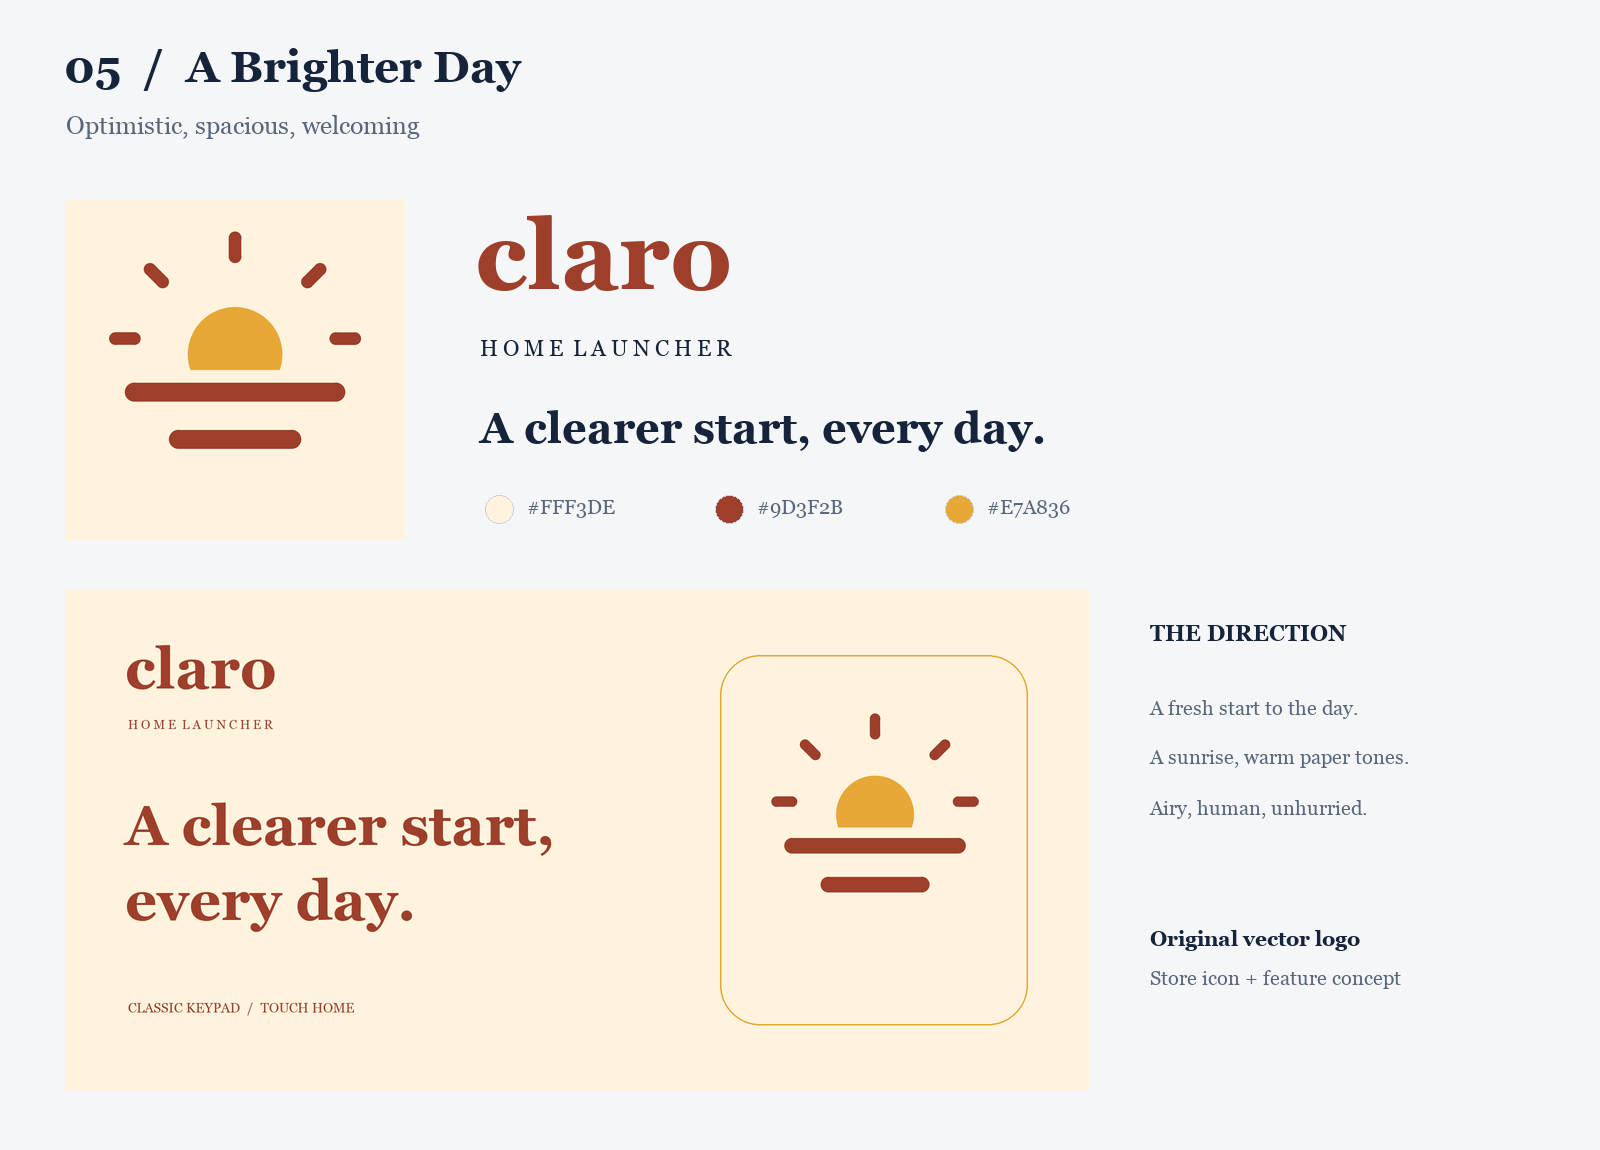 05 / A Brighter Day
Optimistic, spacious, welcoming
claro
HOME LAUNCHER
A clearer start, every day.
#FFF3DE
#9D3F2B
#E7A836
claro
HOME LAUNCHER
A clearer start,
every day.
CLASSIC KEYPAD / TOUCH HOME
THE DIRECTION
A fresh start to the day.
A sunrise, warm paper tones.
Airy, human, unhurried.
Original vector logo
Store icon + feature concept